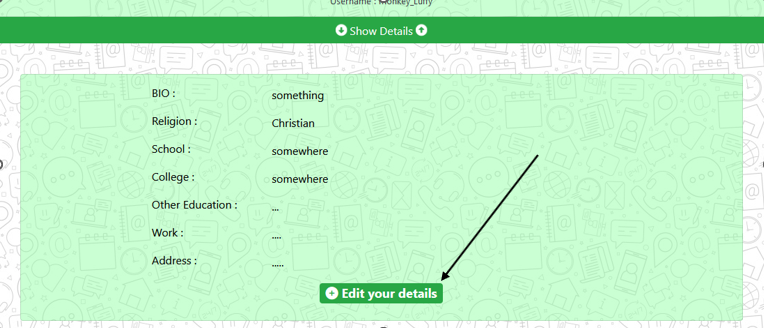 Username : Monkey_Luffy
Show Details
BIO : something
Religion : Christian
School : somewhere
College : somewhere
Other Education : ...
Work : ....
Address : .....
Edit your details